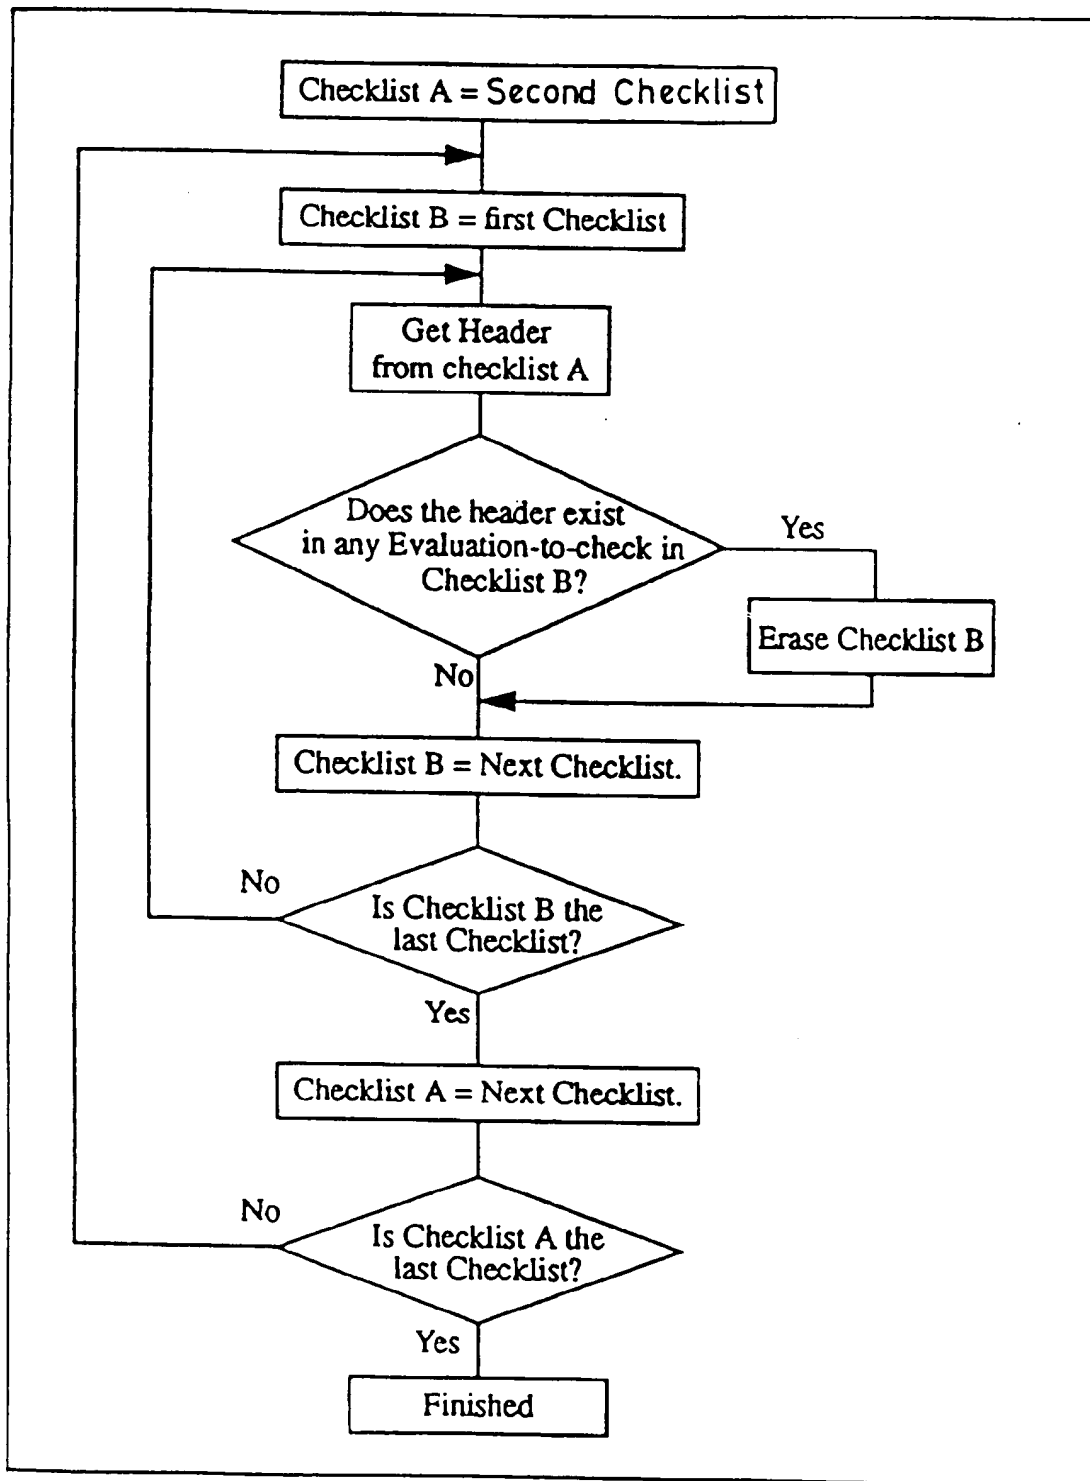 Checklist A = Second Checklist
Checklist B = first Checklist
Get Header
from checklist A
Does the header exist
in any Evaluation-to-check in
Checklist B?
Yes
Erase Checklist B
No
Checklist B = Next Checklist.
No
Is Checklist B the
last Checklist?
Yes
Checklist A = Next Checklist.
No
Is Checklist A the
last Checklist?
Yes
Finished